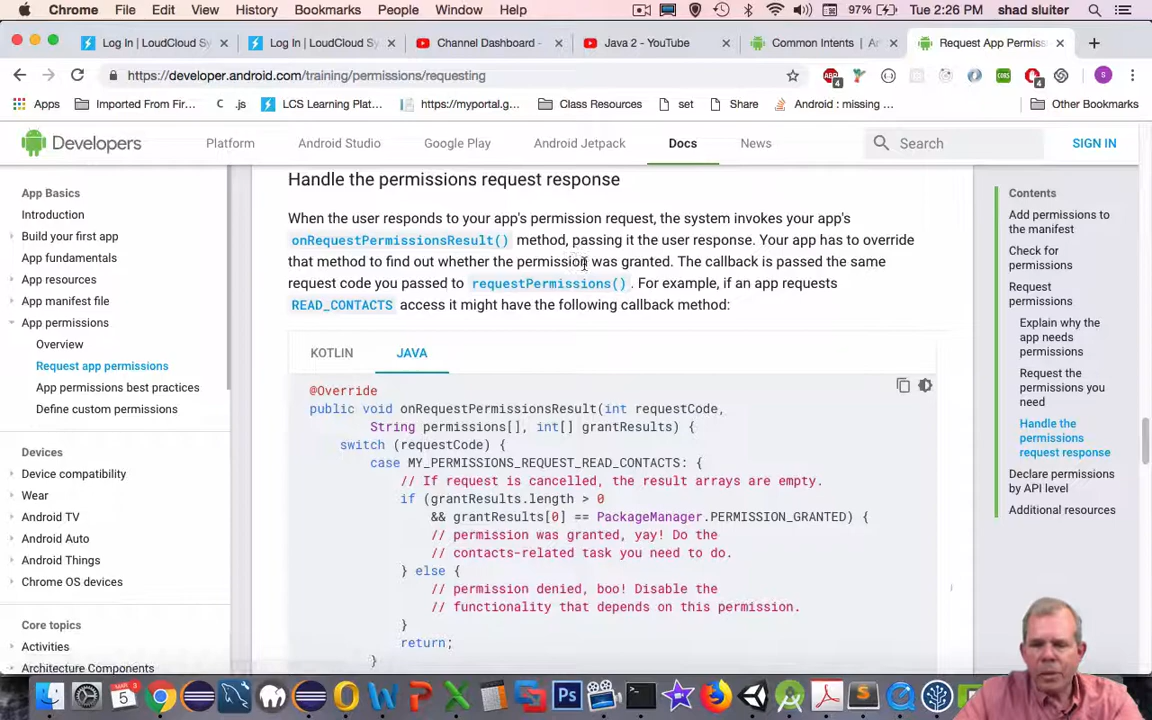 Chrome File Edit View History Bookmarks People Window Help 97% Tue 2:26 PM shad sluiter
Log In | LoudCloud Sy Log In | LoudCloud Sy Channel Dashboard - Java 2 - YouTube Common Intents | An Request App Permiss
https://developer.android.com/training/permissions/requesting
Apps Imported From Fir... .js LCS Learning Plat... https://myportal.g... Class Resources set Share Android : missing ... Other Bookmarks
Developers Platform Android Studio Google Play Android Jetpack Docs News Search SIGN IN
App Basics
Introduction
Build your first app
App fundamentals
App resources
App manifest file
App permissions
Overview
Request app permissions
App permissions best practices
Define custom permissions
Devices
Device compatibility
Wear
Android TV
Android Auto
Android Things
Chrome OS devices
Core topics
Activities
Architecture Components
Handle the permissions request response
When the user responds to your app's permission request, the system invokes your app's
onRequestPermissionsResult() method, passing it the user response. Your app has to override
that method to find out whether the permission was granted. The callback is passed the same
request code you passed to requestPermissions() . For example, if an app requests
READ_CONTACTS access it might have the following callback method:
KOTLIN JAVA
@Override
public void onRequestPermissionsResult(int requestCode,
String permissions[], int[] grantResults) {
switch (requestCode) {
case MY_PERMISSIONS_REQUEST_READ_CONTACTS: {
// If request is cancelled, the result arrays are empty.
if (grantResults.length > 0
&& grantResults[0] == PackageManager.PERMISSION_GRANTED) {
// permission was granted, yay! Do the
// contacts-related task you need to do.
} else {
// permission denied, boo! Disable the
// functionality that depends on this permission.
}
return;
}
Contents
Add permissions to
the manifest
Check for
permissions
Request
permissions
Explain why the
app needs
permissions
Request the
permissions you
need
Handle the
permissions
request response
Declare permissions
by API level
Additional resources